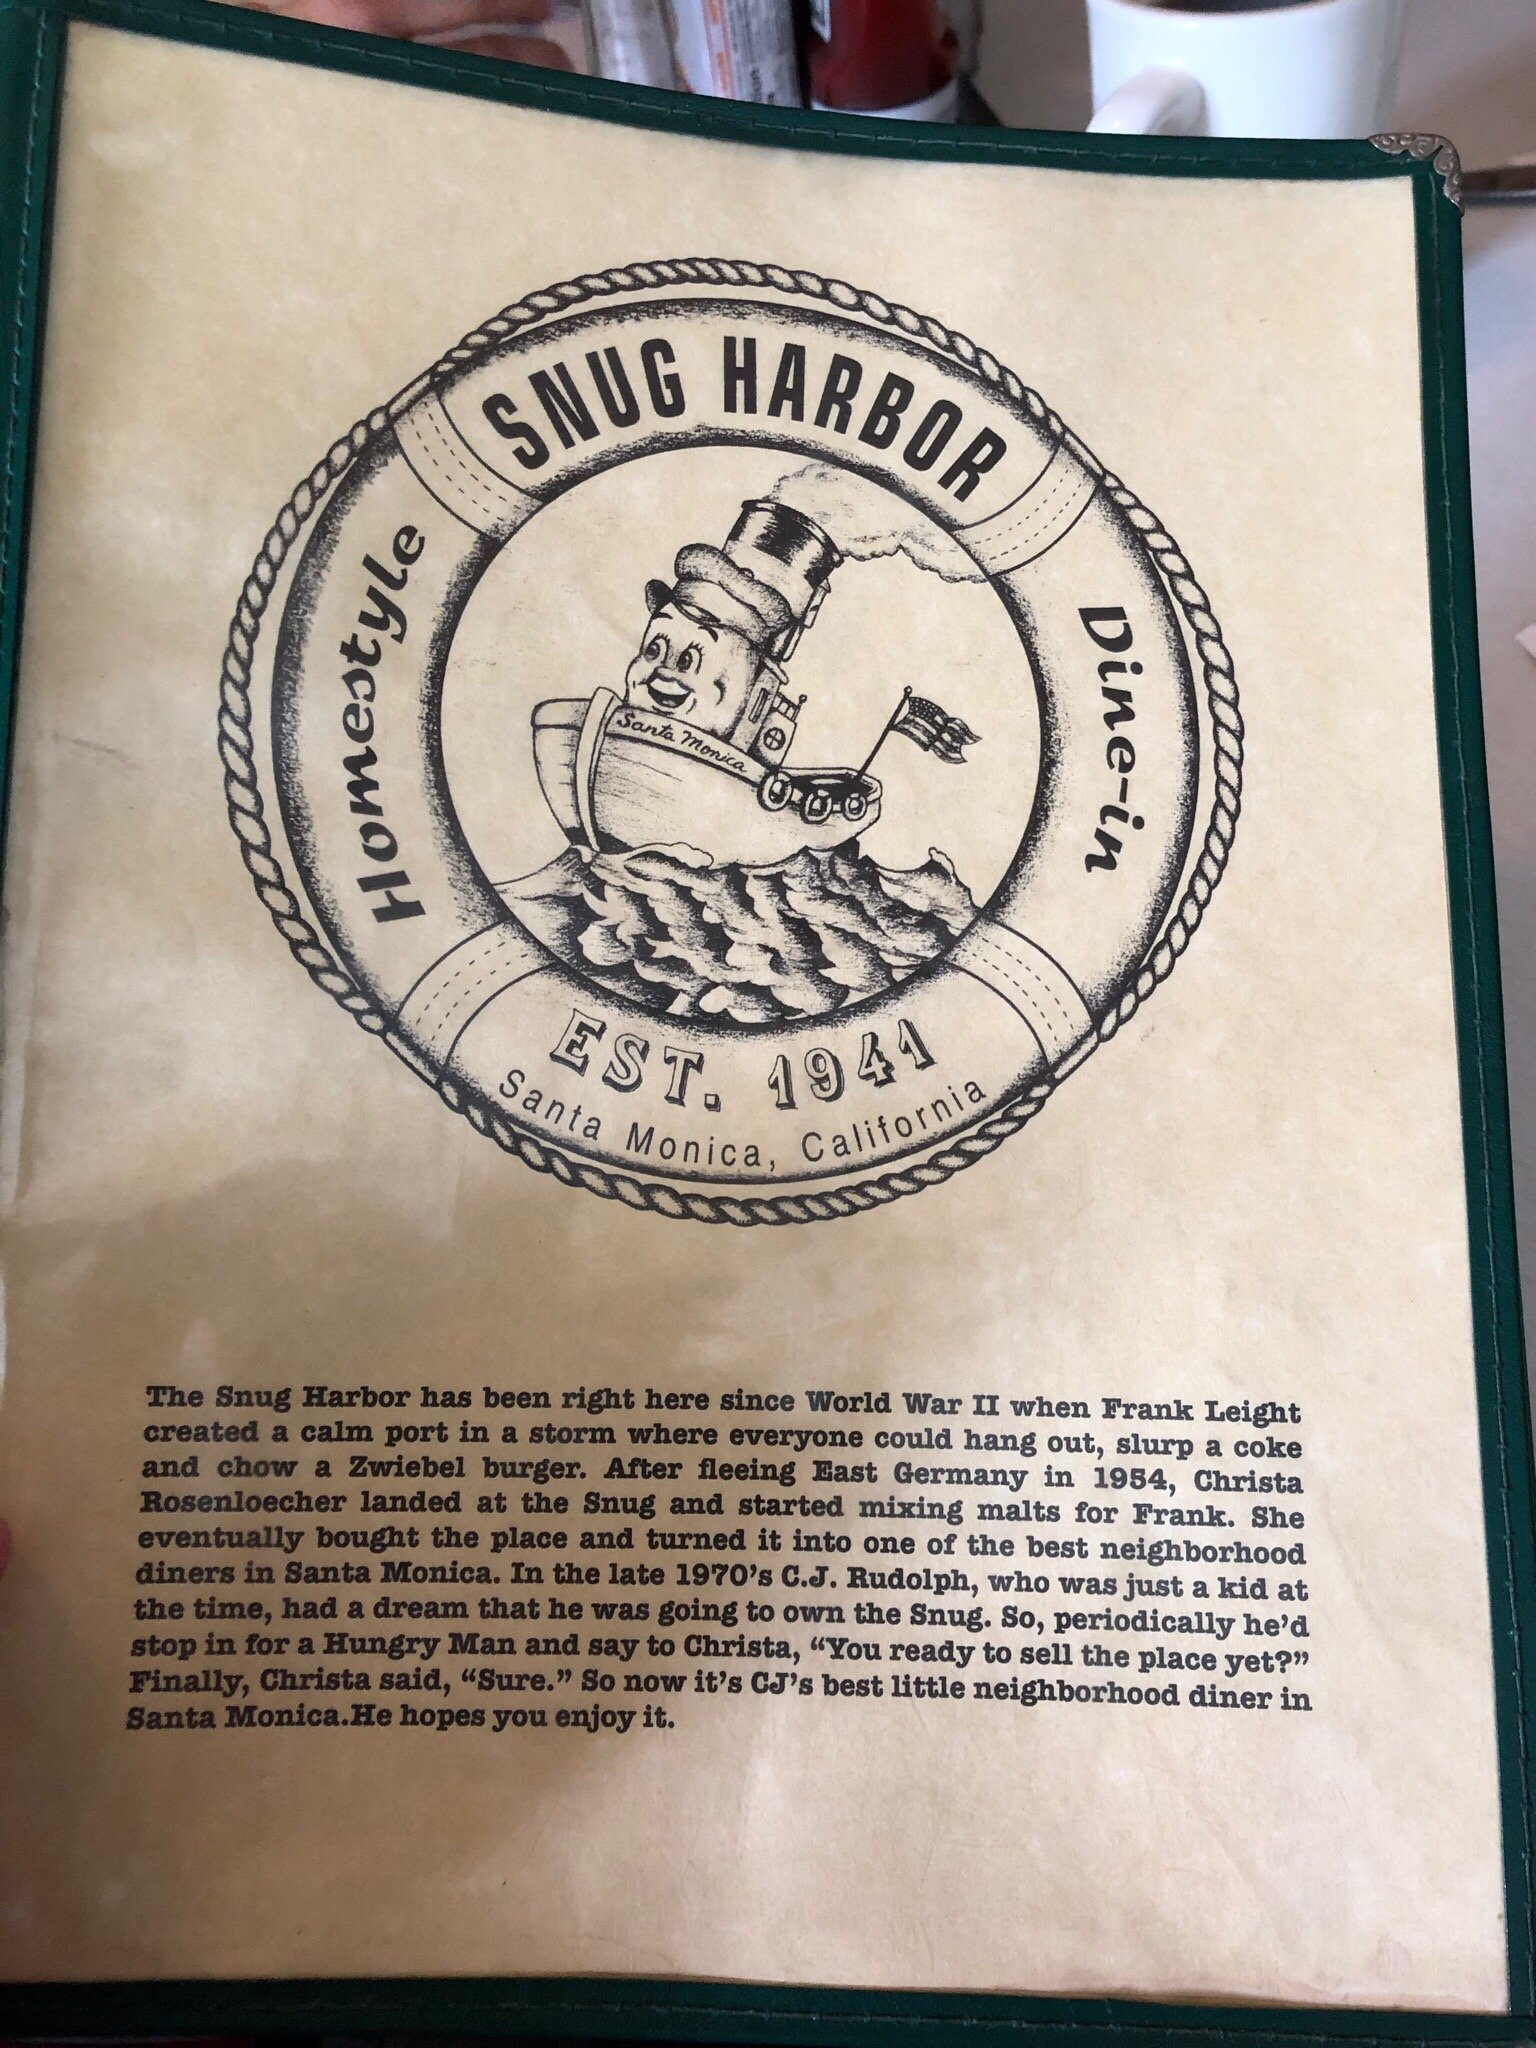 SNUG HARBOR
Homestyle
Dine-in
Santa Monica
EST. 1941
Santa Monica, California
The Snug Harbor has been right here since World War II when Frank Leight
created a calm port in a storm where everyone could hang out, slurp a coke
and chow a Zwiebel burger. After fleeing East Germany in 1954, Christa
Rosenloecher landed at the Snug and started mixing malts for Frank. She
eventually bought the place and turned it into one of the best neighborhood
diners in Santa Monica. In the late 1970's C.J. Rudolph, who was just a kid at
the time, had a dream that he was going to own the Snug. So, periodically he'd
stop in for a Hungry Man and say to Christa, “You ready to sell the place yet?”
Finally, Christa said, “Sure.” So now it's CJ's best little neighborhood diner in
Santa Monica.He hopes you enjoy it.